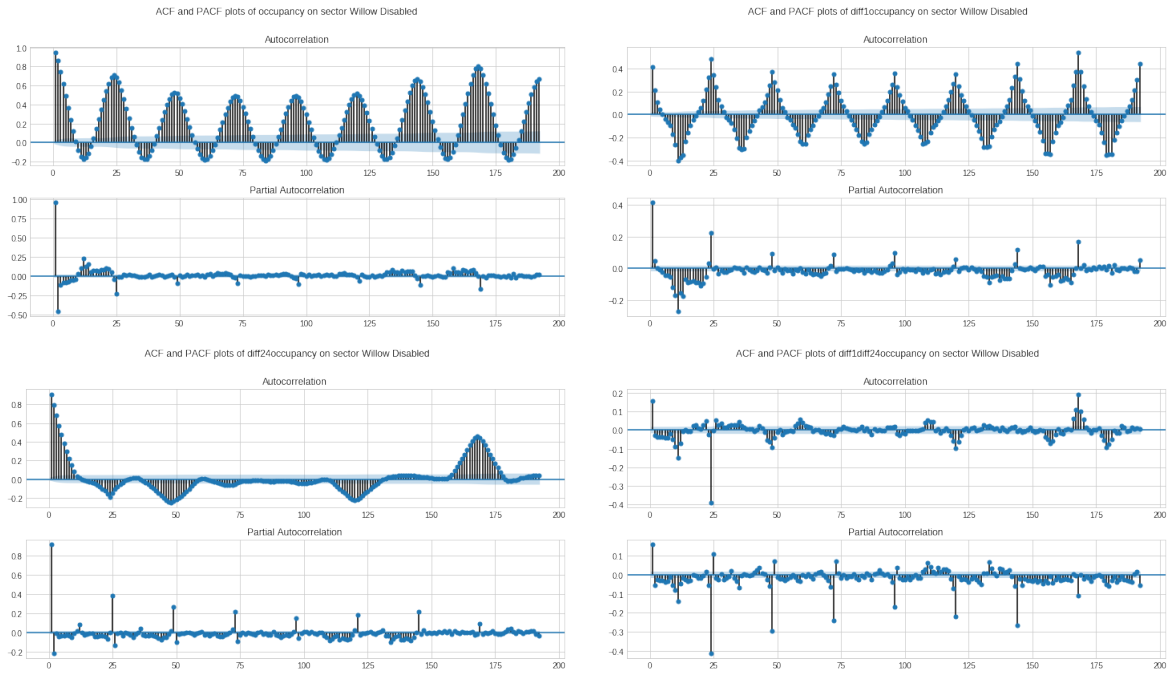 ACF and PACF plots of occupancy on sector Willow Disabled
Autocorrelation
1.0
0.8
0.6
0.4
0.2
0.0
−0.2
0 25 50 75 100 125 150 175 200
Partial Autocorrelation
1.00
0.75
0.50
0.25
0.00
−0.25
−0.50
0 25 50 75 100 125 150 175 200
ACF and PACF plots of diff1occupancy on sector Willow Disabled
Autocorrelation
0.4
0.2
0.0
−0.2
−0.4
0 25 50 75 100 125 150 175 200
Partial Autocorrelation
0.4
0.2
0.0
−0.2
0 25 50 75 100 125 150 175 200
ACF and PACF plots of diff24occupancy on sector Willow Disabled
Autocorrelation
0.8
0.6
0.4
0.2
0.0
−0.2
0 25 50 75 100 125 150 175 200
Partial Autocorrelation
0.8
0.6
0.4
0.2
0.0
−0.2
0 25 50 75 100 125 150 175 200
ACF and PACF plots of diff1diff24occupancy on sector Willow Disabled
Autocorrelation
0.2
0.1
0.0
−0.1
−0.2
−0.3
−0.4
0 25 50 75 100 125 150 175 200
Partial Autocorrelation
0.1
0.0
−0.1
−0.2
−0.3
−0.4
0 25 50 75 100 125 150 175 200